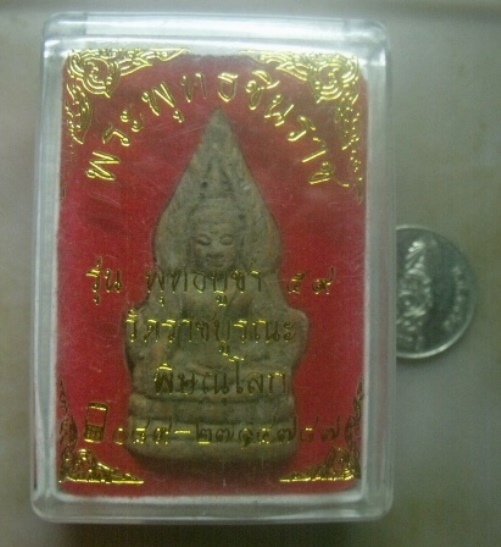 พระพุทธชินราช
รุ่น พุทธบูชา ๕๙
วัดราชบูรณะ
พิษณุโลก